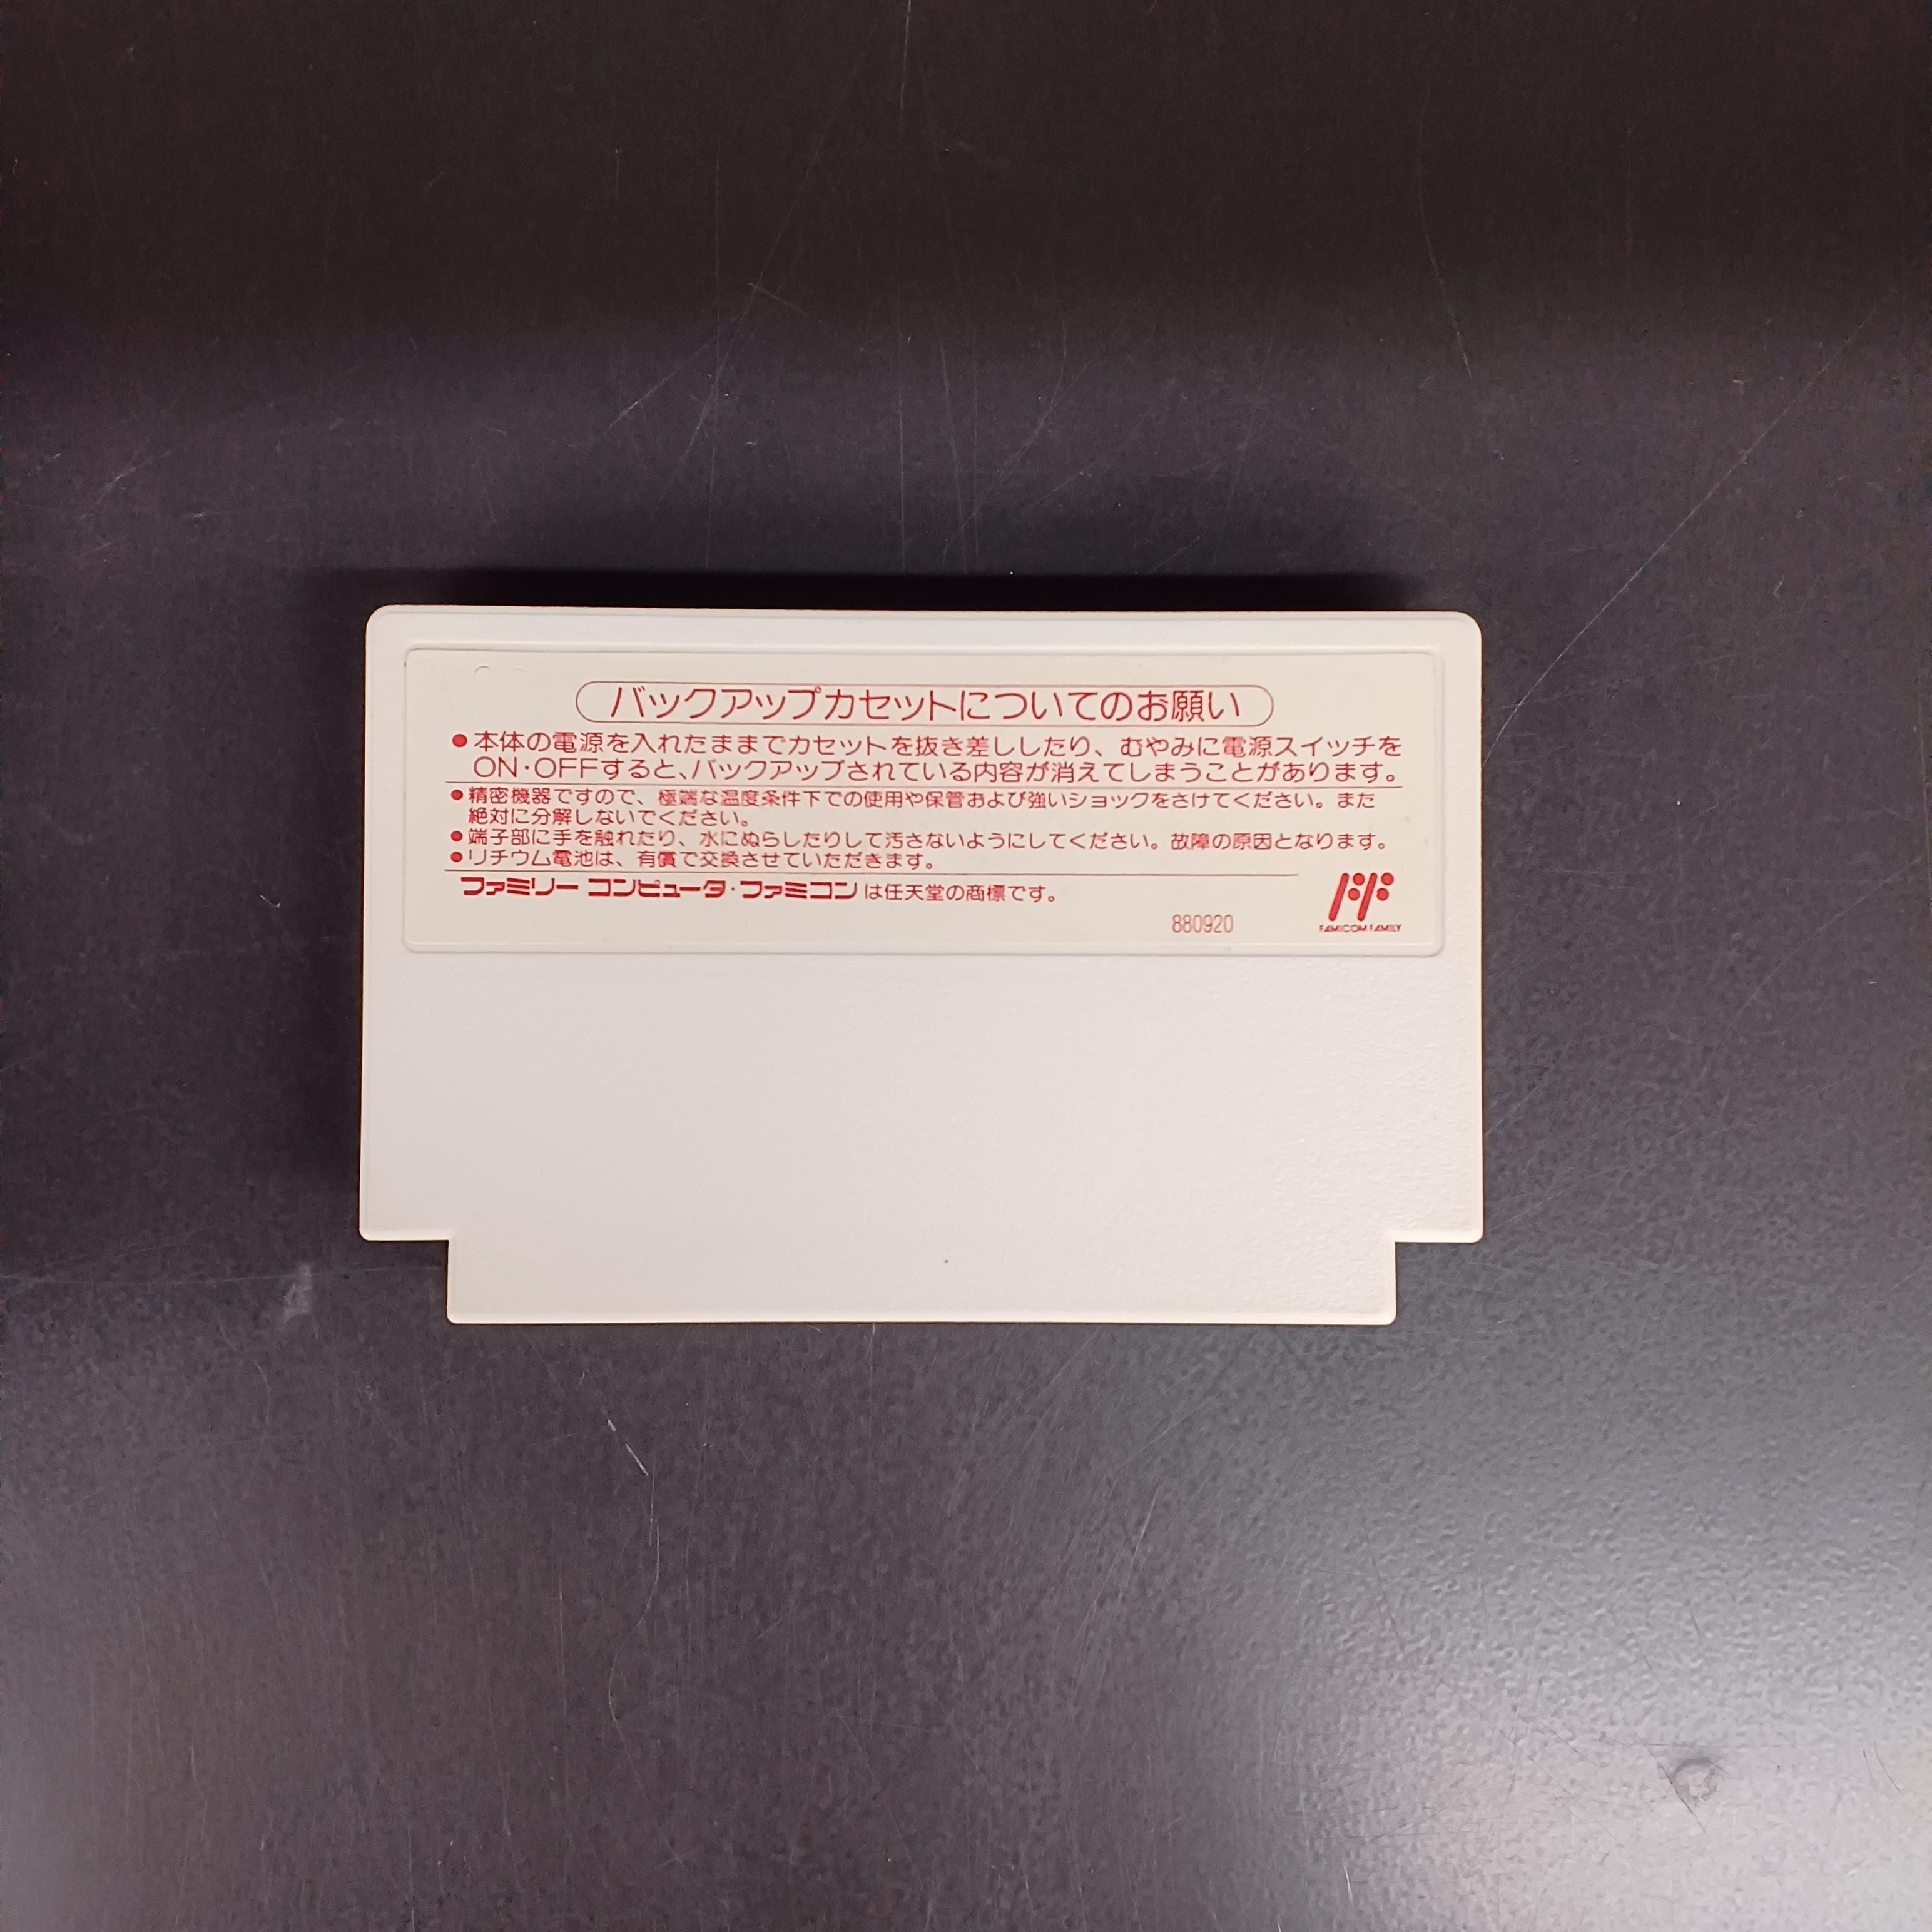 バックアップカセットについてのお願い
●本体の電源を入れたままでカセットを抜き差ししたり、むやみに電源スイッチを
ON・OFFすると、バックアップされている内容が消えてしまうことがあります。
●精密機器ですので、極端な温度条件下での使用や保管および強いショックをさけてください。また
絶対に分解しないでください。
●端子部に手を触れたり、水にぬらしたりして汚さないようにしてください。故障の原因となります。
●リチウム電池は、有償で交換させていただきます。
ファミリー コンピュータ・ファミコンは任天堂の商標です。
880920
FAMICOM FAMILY